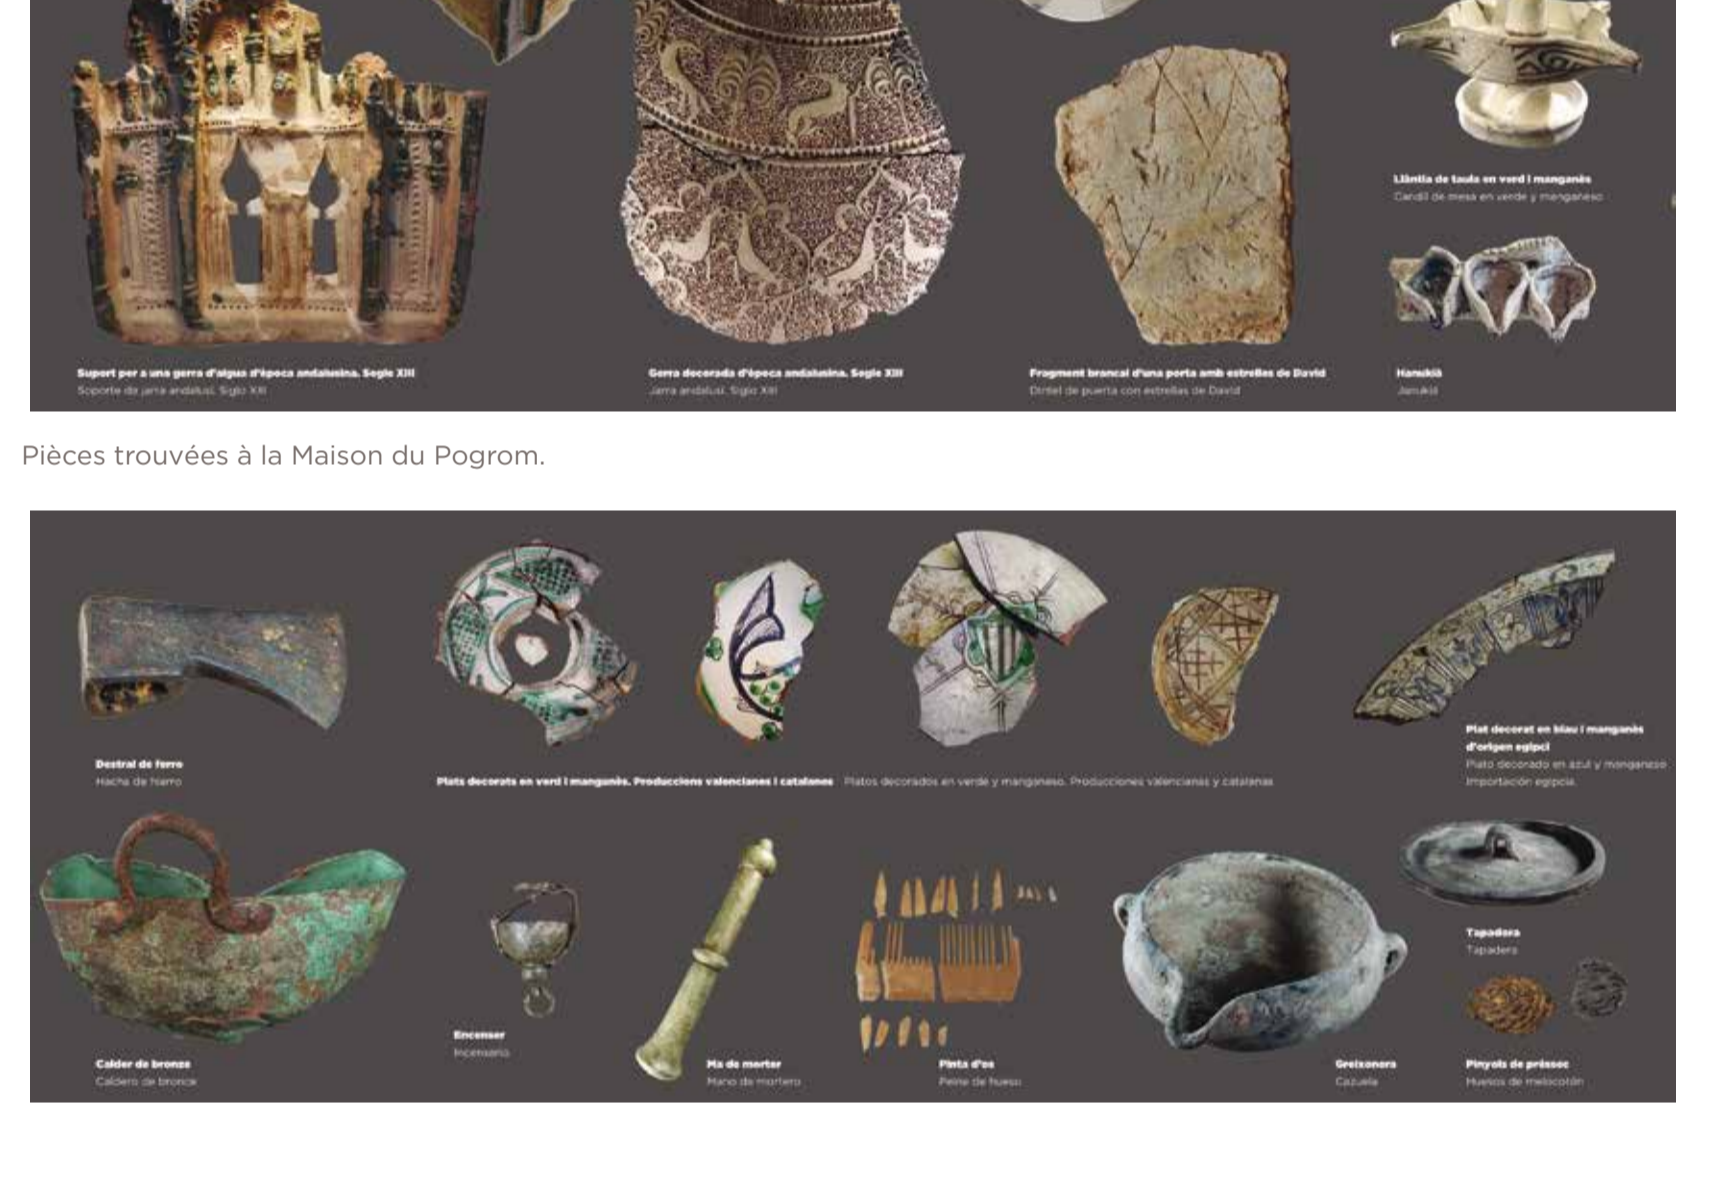 Llàntia de taula en verd i manganès
Candil de mesa en verde y manganeso
Suport per a una gerra d'aigua d'època andalusina. Segle XIII
Soporte de jarra andalusí. Siglo XIII
Gerra decorada d'època andalusina. Segle XIII
Jarra andalusí. Siglo XIII
Fragment brancal d'una porta amb estrelles de David
Dintel de puerta con estrellas de David
Hanukià
Janukiá
Pièces trouvées à la Maison du Pogrom.
Destral de ferro
Hacha de hierro
Plats decorats en verd i manganès. Produccions valencianes i catalanes Platos decorados en verde y manganeso. Producciones valencianas y catalanas
Plat decorat en blau i manganès
d'origen egipci
Plato decorado en azul y manganeso
Importación egipcia.
Calder de bronze
Caldero de bronce
Encenser
Incensario
Mà de morter
Mano de mortero
Pinta d'os
Peine de hueso
Greixonera
Cazuela
Tapadora
Tapadera
Pinyols de préssec
Huesos de melocotón